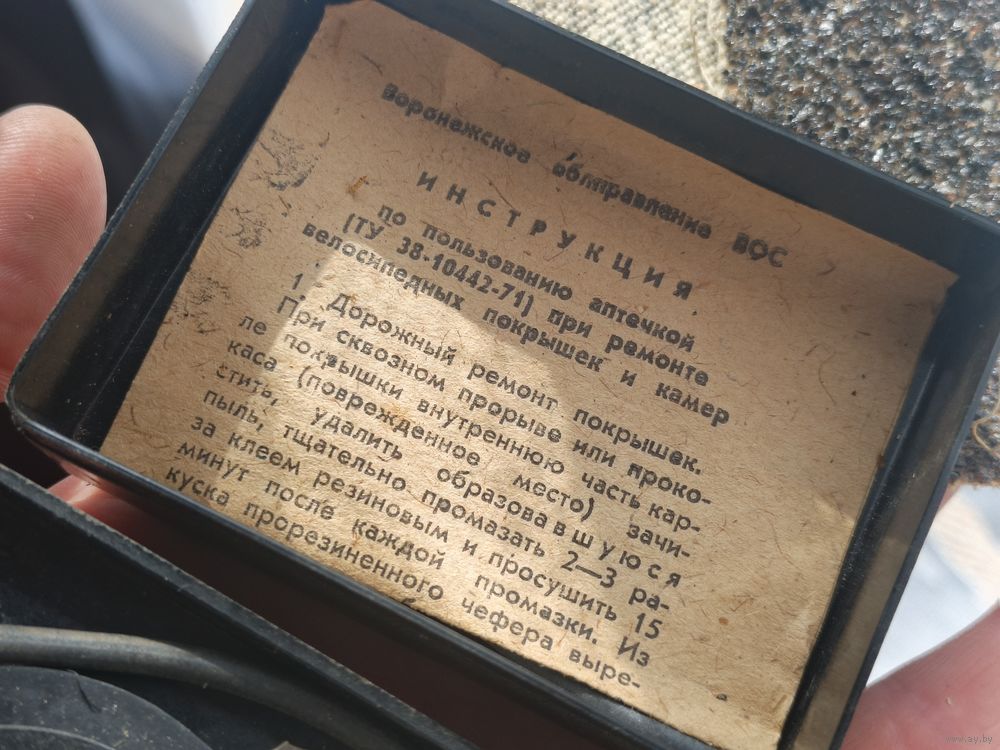 Воронежское облправление ВОС
ИНСТРУКЦИЯ
по пользованию аптечкой
(ТУ 38-10442-71) при ремонте
велосипедных покрышек и камер
1 Дорожный ремонт покрышек.
При сквозном прорыве или проко-
ле покрышки внутреннюю часть кар-
каса (поврежденное место) зачи-
стить, удалить образовавшуюся
пыль, тщательно промазать 2—3 ра-
за клеем резиновым и просушить 15
минут после каждой промазки. Из
куска прорезиненного чефера выре-
www.ay.by